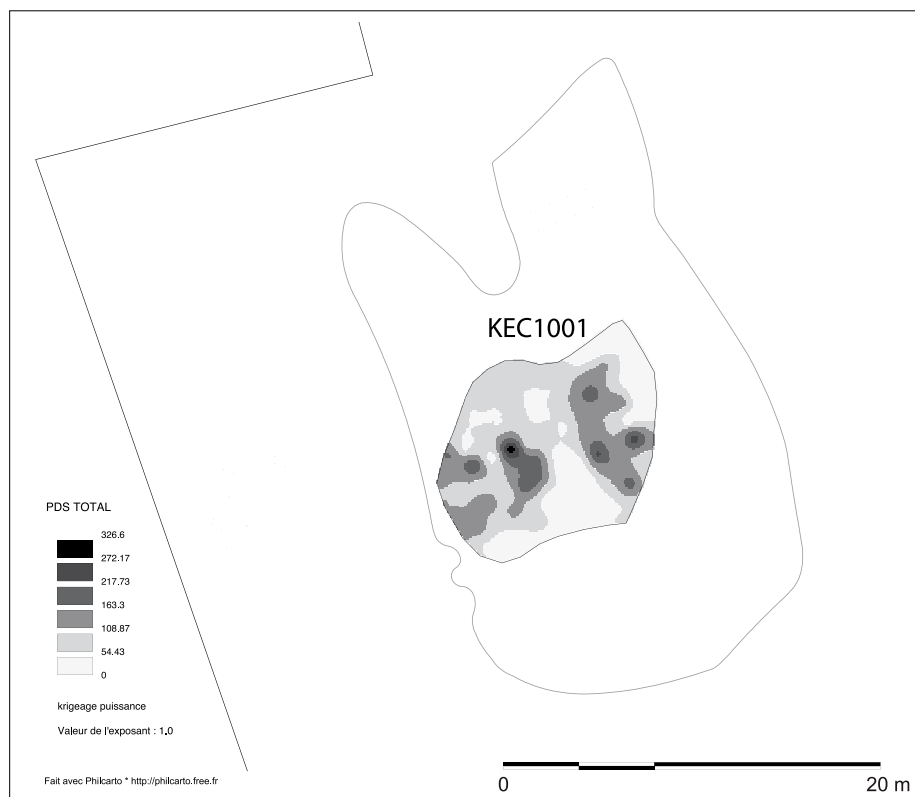 KEC1001
PDS TOTAL
326.6
272.17
217.73
163.3
108.87
54.43
0
krigeage puissance
Valeur de l'exposant : 1.0
Fait avec Philcarto * http://philcarto.free.fr
0
20 m